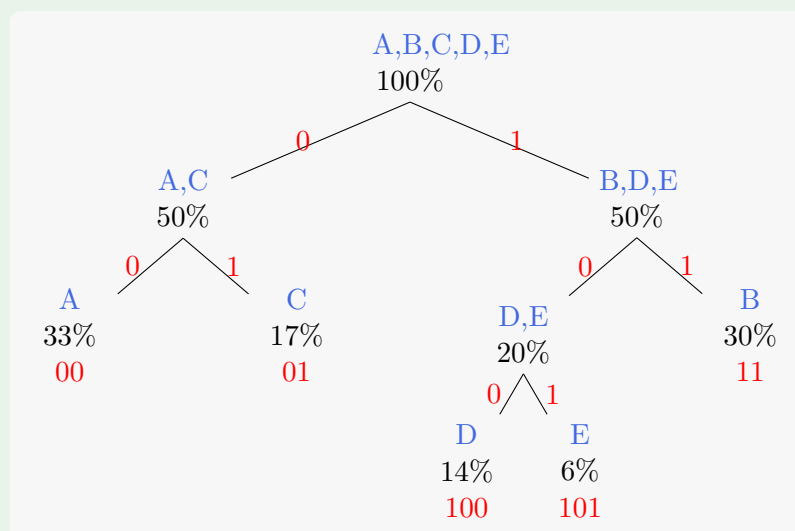 A,B,C,D,E
100%
0 1
A,C B,D,E
50% 50%
0 1 0 1
A C B
D,E
33% 17% 30%
20%
00 01 11
0 1
D E
14% 6%
100 101